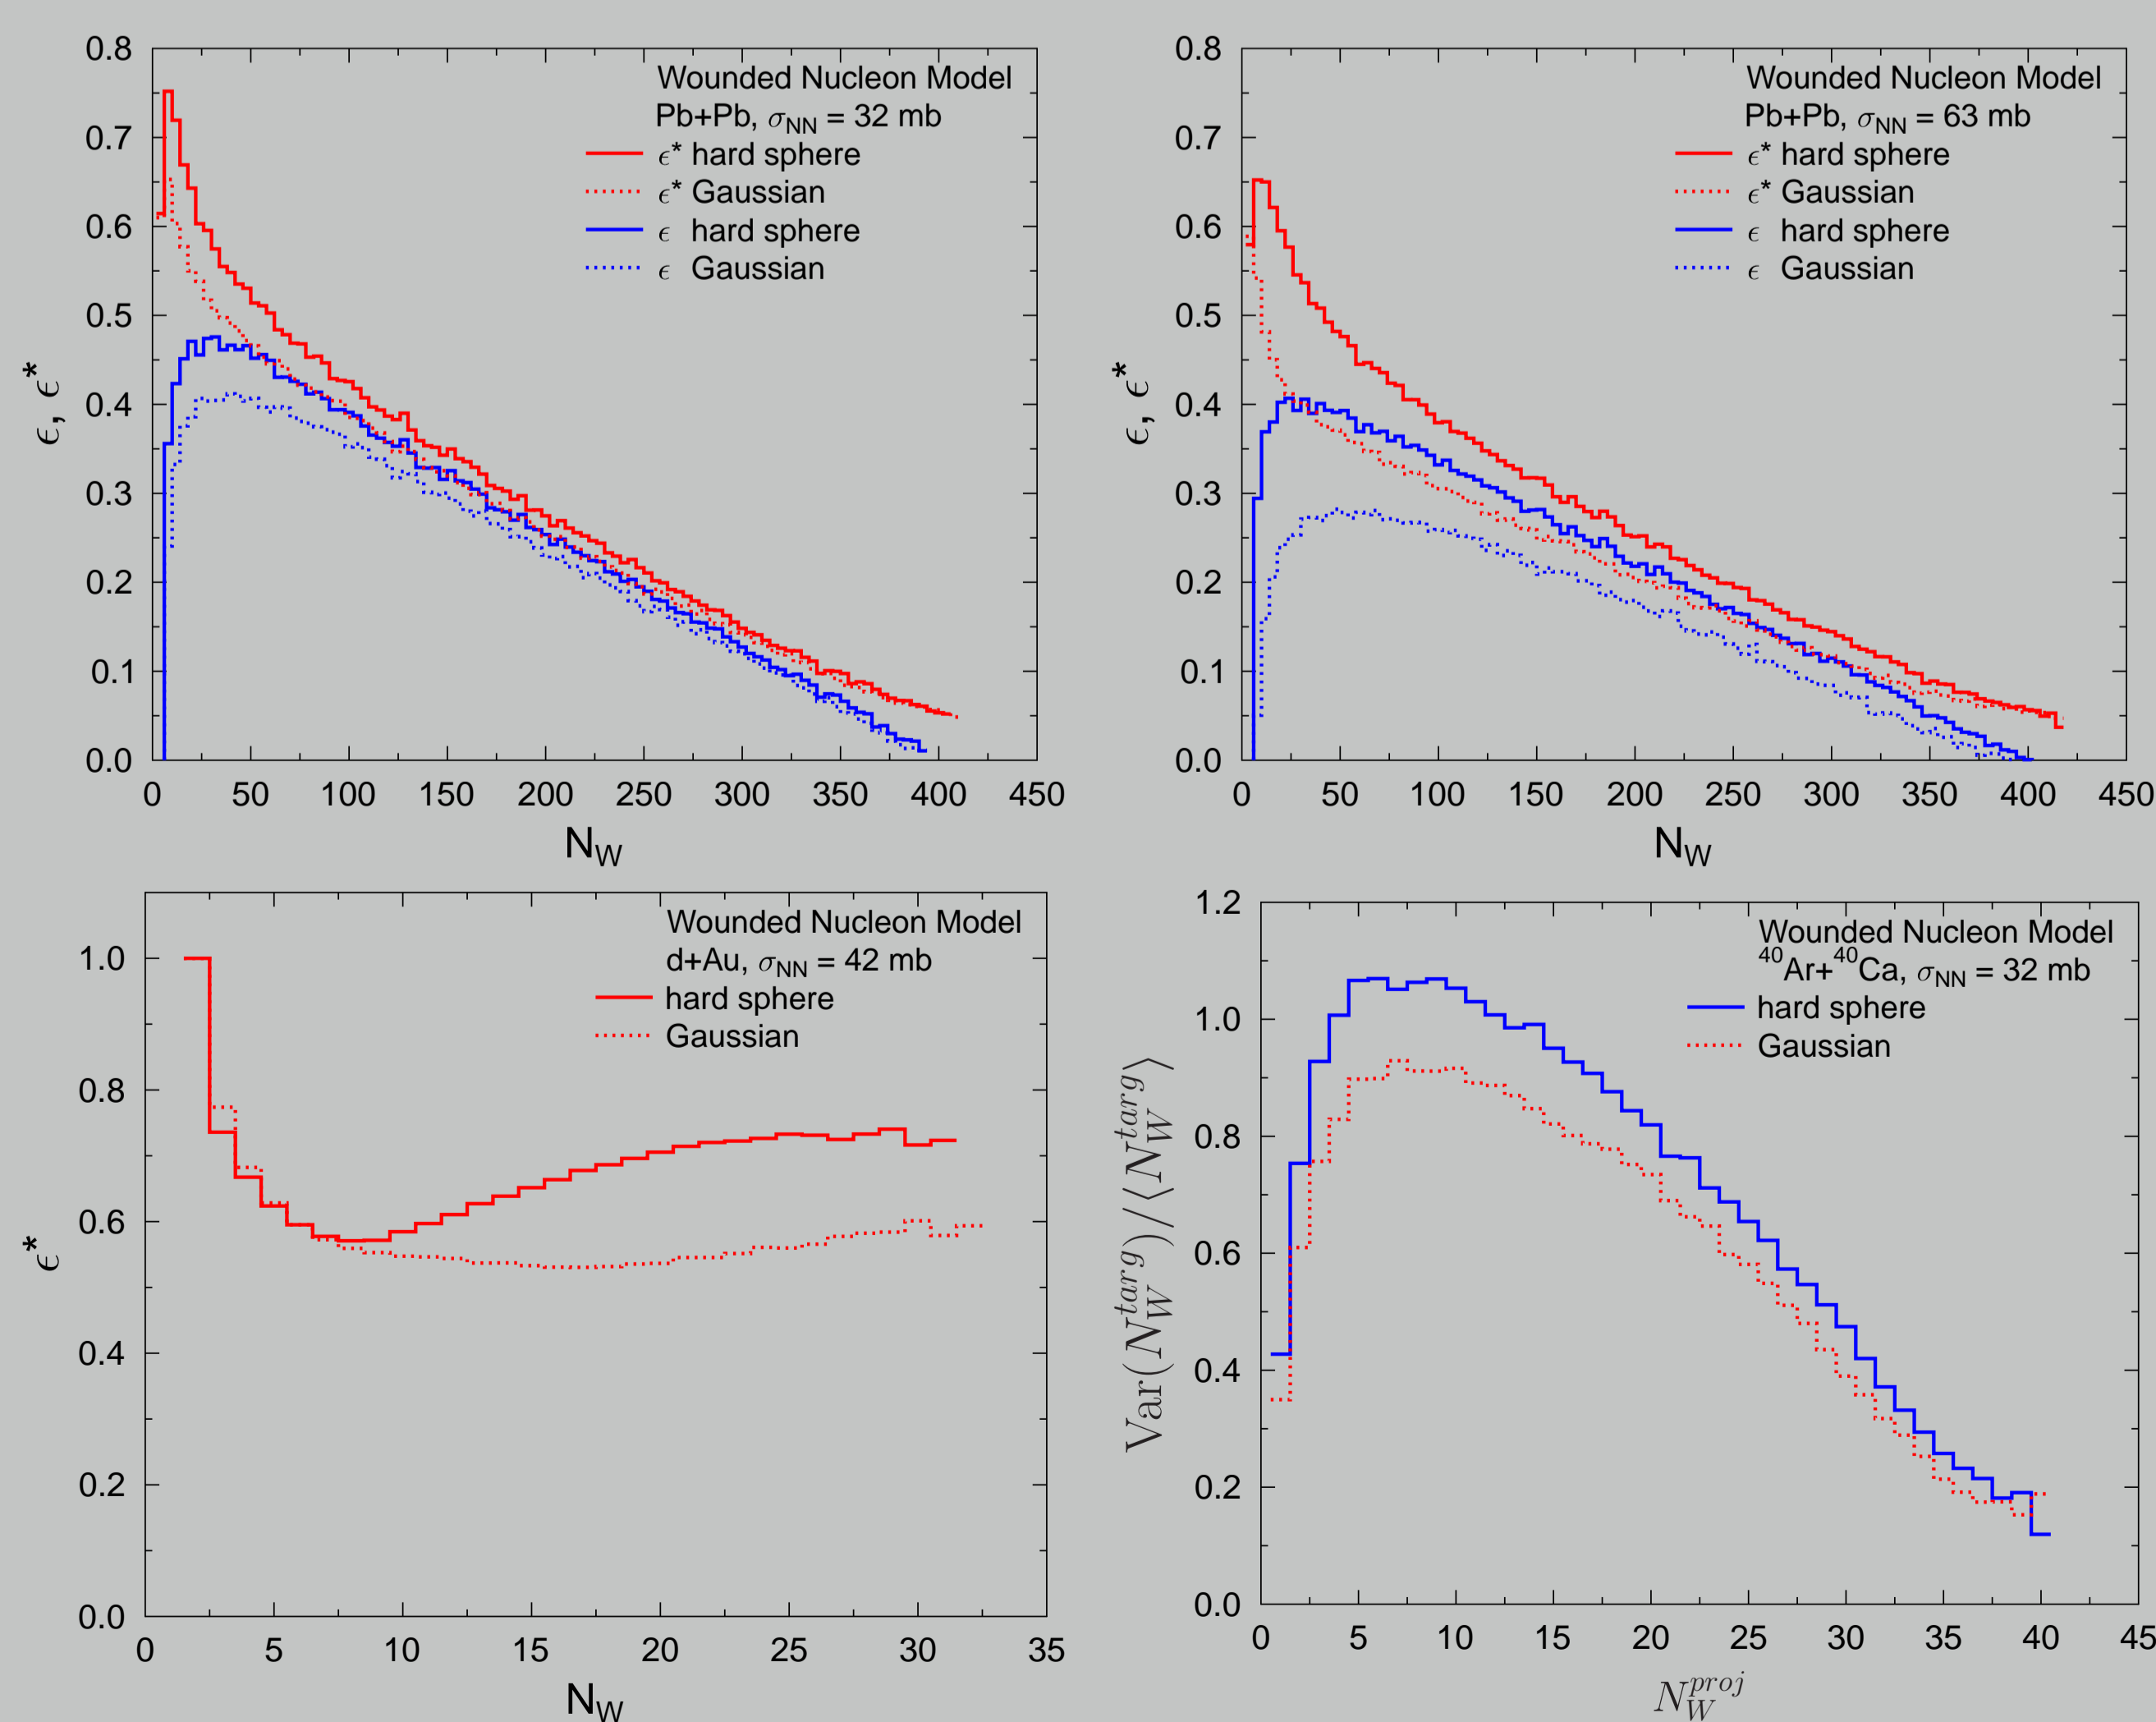 Wounded Nucleon Model
Pb+Pb, σNN = 32 mb
ϵ* hard sphere
ϵ* Gaussian
ϵ hard sphere
ϵ Gaussian
ϵ, ϵ*
0.8
0.7
0.6
0.5
0.4
0.3
0.2
0.1
0.0
0 50 100 150 200 250 300 350 400 450
NW
Wounded Nucleon Model
Pb+Pb, σNN = 63 mb
ϵ* hard sphere
ϵ* Gaussian
ϵ hard sphere
ϵ Gaussian
ϵ, ϵ*
0.8
0.7
0.6
0.5
0.4
0.3
0.2
0.1
0.0
0 50 100 150 200 250 300 350 400 450
NW
Wounded Nucleon Model
d+Au, σNN = 42 mb
hard sphere
Gaussian
ϵ*
1.0
0.8
0.6
0.4
0.2
0.0
0 5 10 15 20 25 30 35
NW
Wounded Nucleon Model
40Ar+40Ca, σNN = 32 mb
hard sphere
Gaussian
Var(N_W^{targ})/⟨N_W^{targ}⟩
1.2
1.0
0.8
0.6
0.4
0.2
0.0
0 5 10 15 20 25 30 35 40 45
N_W^{proj}